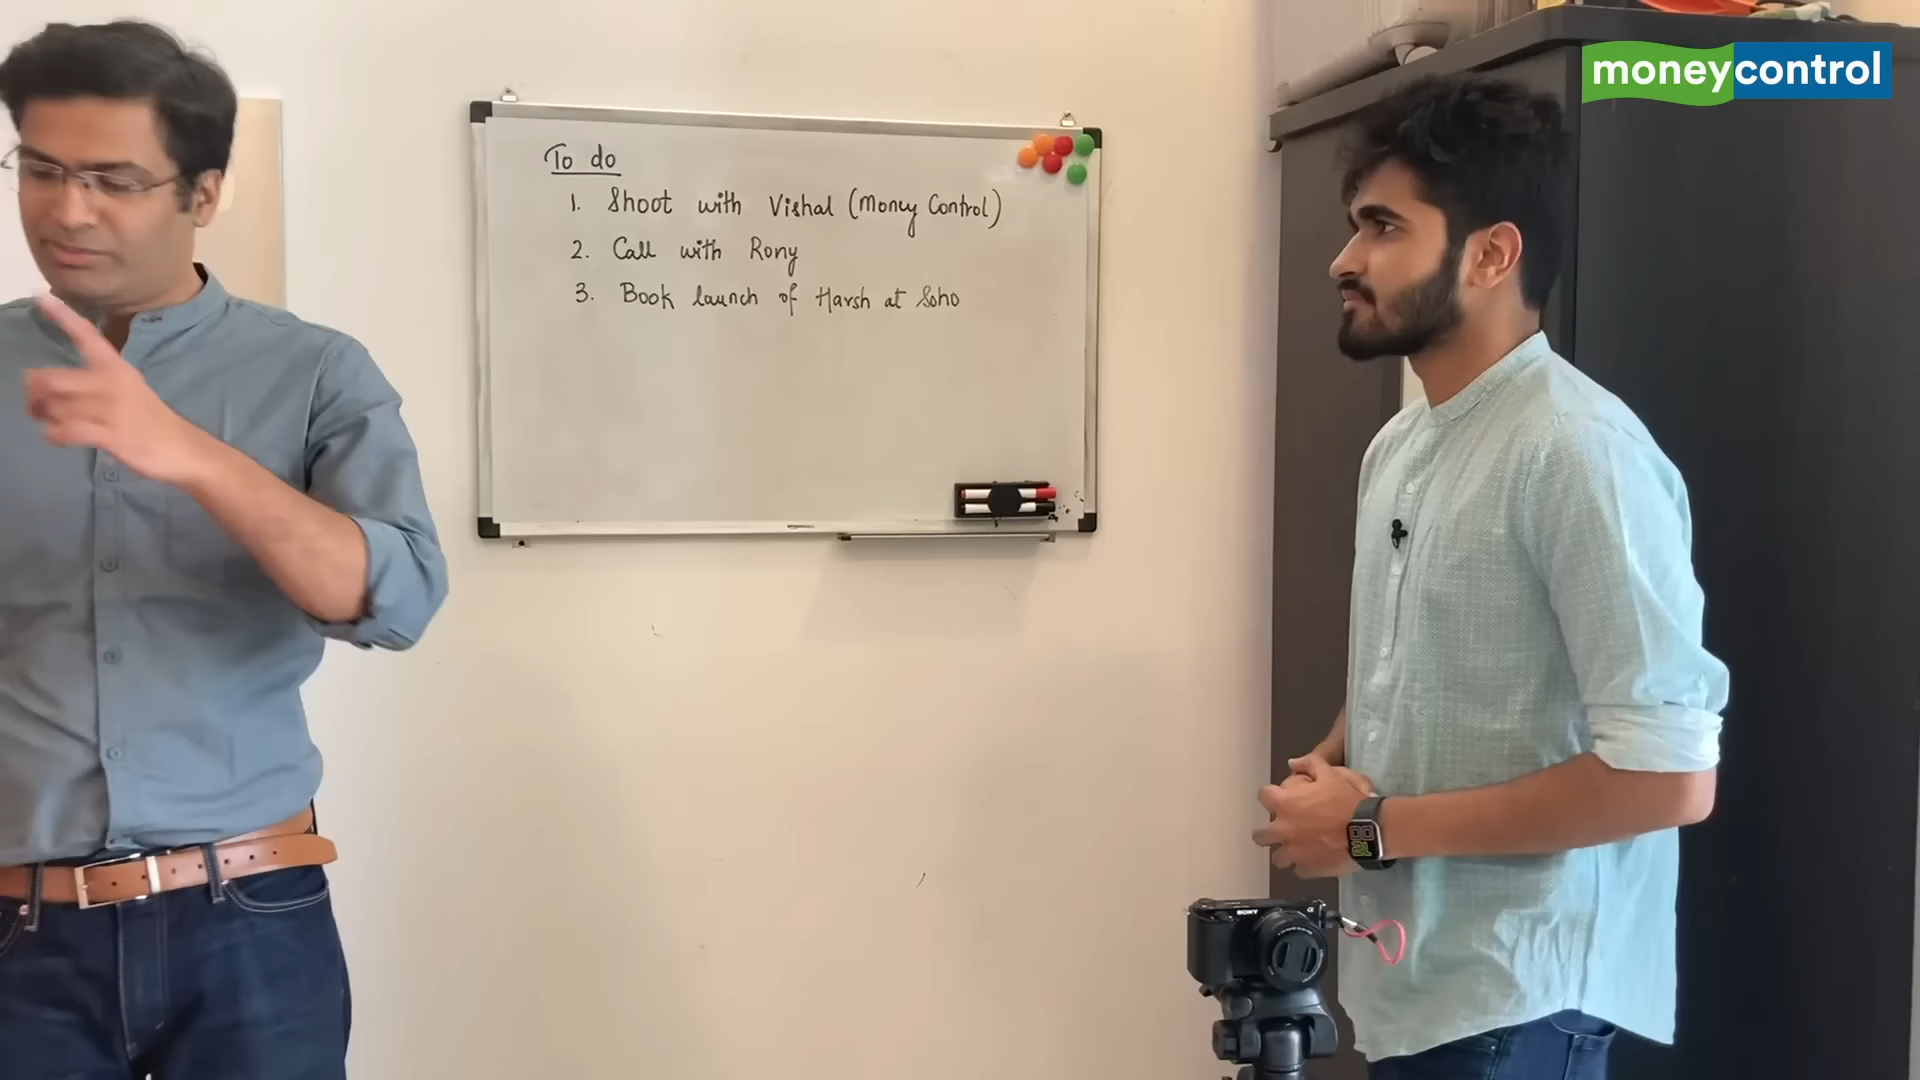 moneycontrol
To do
1. Shoot with Vishal (Money Control)
2. Call with Rony
3. Book launch of Harsh at Soho
SONY
α